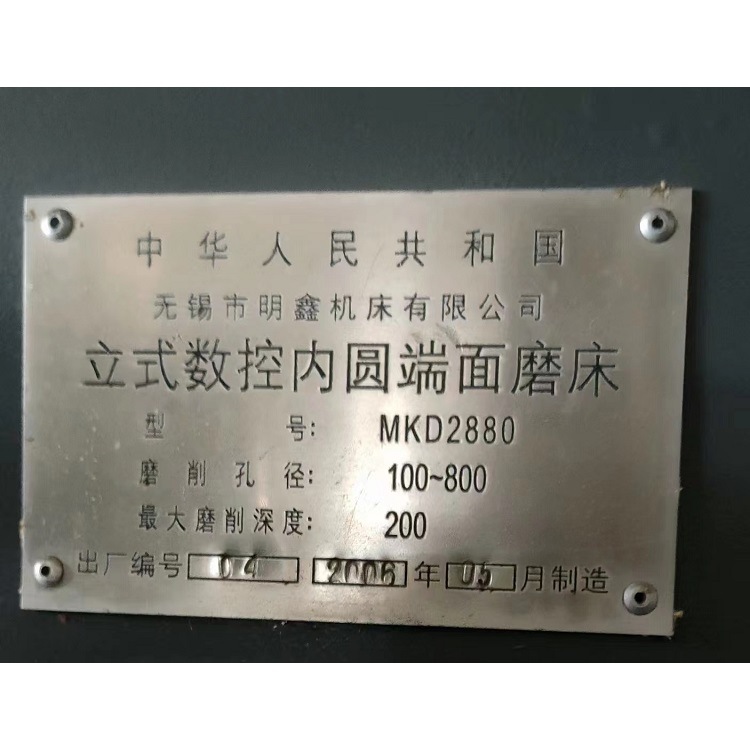 中华人民共和国
无锡市明鑫机床有限公司
立式数控内圆端面磨床
型号: MKD2880
磨削孔径: 100~800
最大磨削深度: 200
出厂编号 04 2006 年 05 月制造